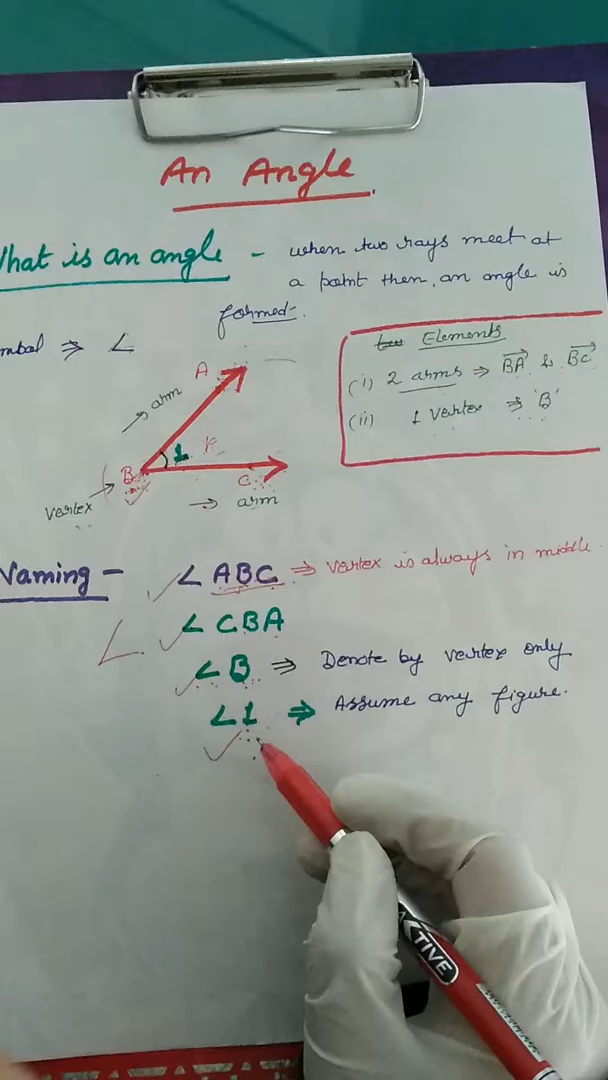 An Angle
What is an angle - when two rays meet at
a point then, an angle is
formed.
mbol ⇒ ∠
Elements
(i) 2 arms ⇒ BA & BC
(ii) 1 vertex ⇒ 'B'
A
→ arm
1
B
C
vertex →
→ arm
Naming -
∠ ABC ⇒ vertex is always in middle.
∠ CBA
∠ B ⇒ Denote by vertex only
∠ 1 ⇒ Assume any figure.
ACTIVE